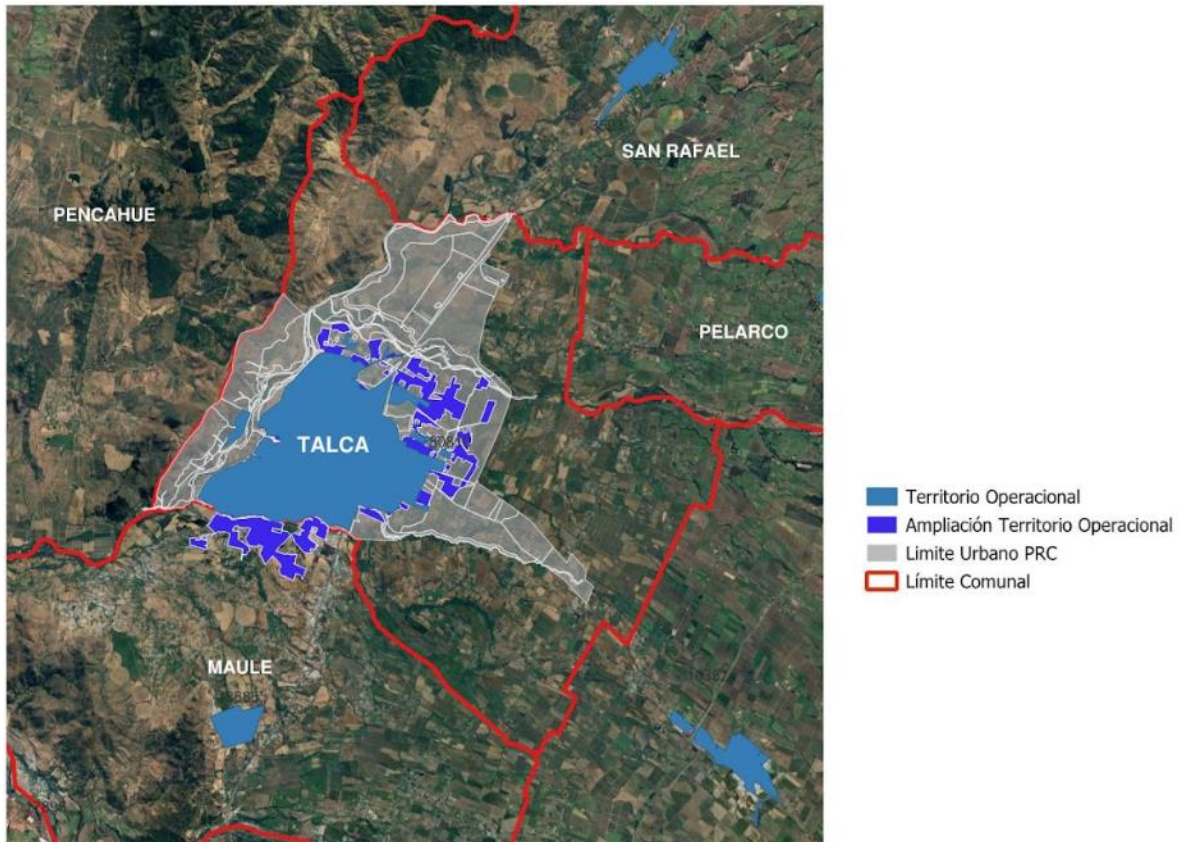 SAN RAFAEL
PENCAHUE
PELARCO
TALCA
MAULE
Territorio Operacional
Ampliación Territorio Operacional
Limite Urbano PRC
Límite Comunal